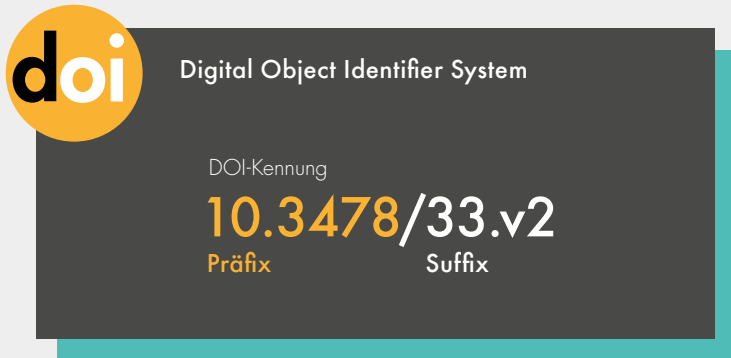 doi
Digital Object Identifier System
DOI-Kennung
10.3478/33.v2
Präfix Suffix